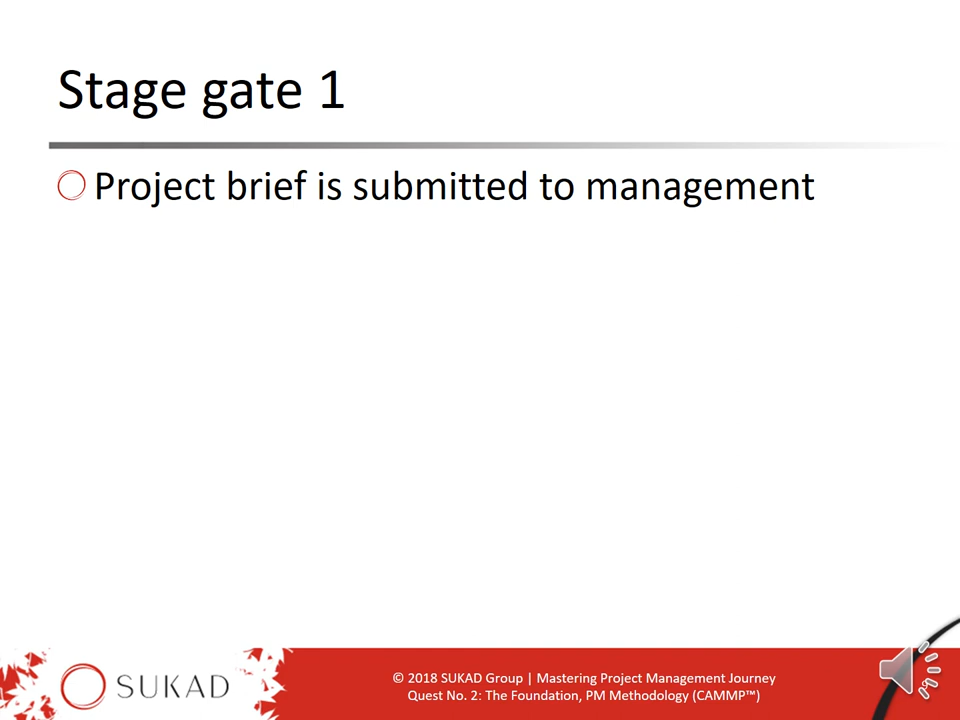 Stage gate 1
Project brief is submitted to management
SUKAD
© 2018 SUKAD Group | Mastering Project Management Journey
Quest No. 2: The Foundation, PM Methodology (CAMMP™)